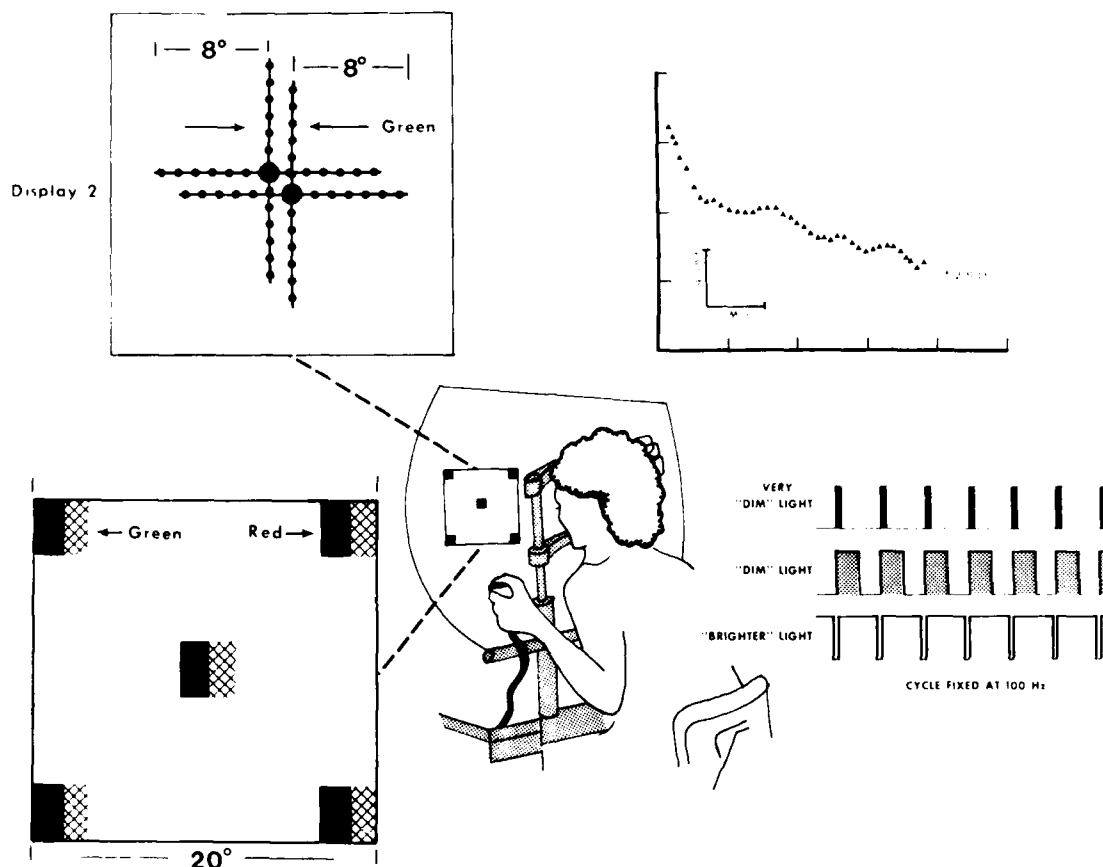 8°
8°
Green
Display 2
Green
Red
20°
VERY
"DIM" LIGHT
"DIM" LIGHT
"BRIGHTER" LIGHT
CYCLE FIXED AT 100 Hz